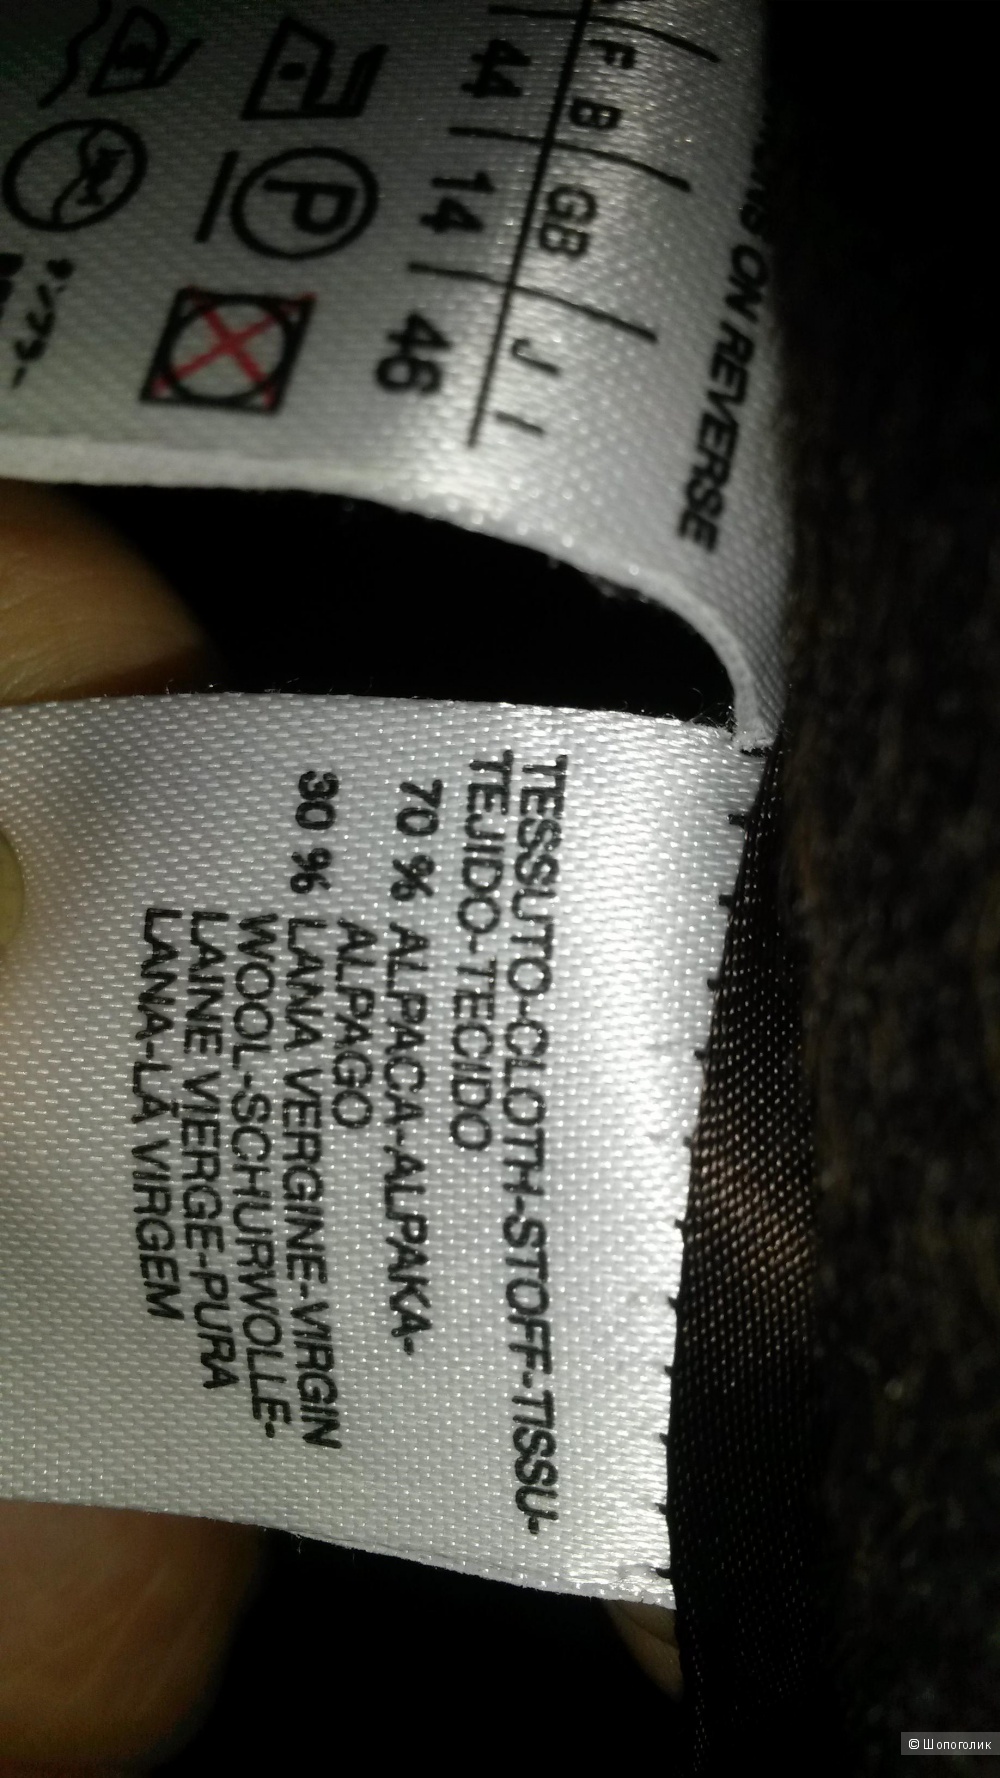 ON REVERSE
F B | GB | J I
44 | 14 | 46
P
TESSUTO-CLOTH-STOFF-TISSU-
TEJIDO-TECIDO
70 % ALPACA-ALPAKA-
ALPAGO
30 % LANA VERGINE-VIRGIN
WOOL-SCHURWOLLE-
LAINE VIERGE-PURA
LANA-LÃ VIRGEM
© Шопоголик